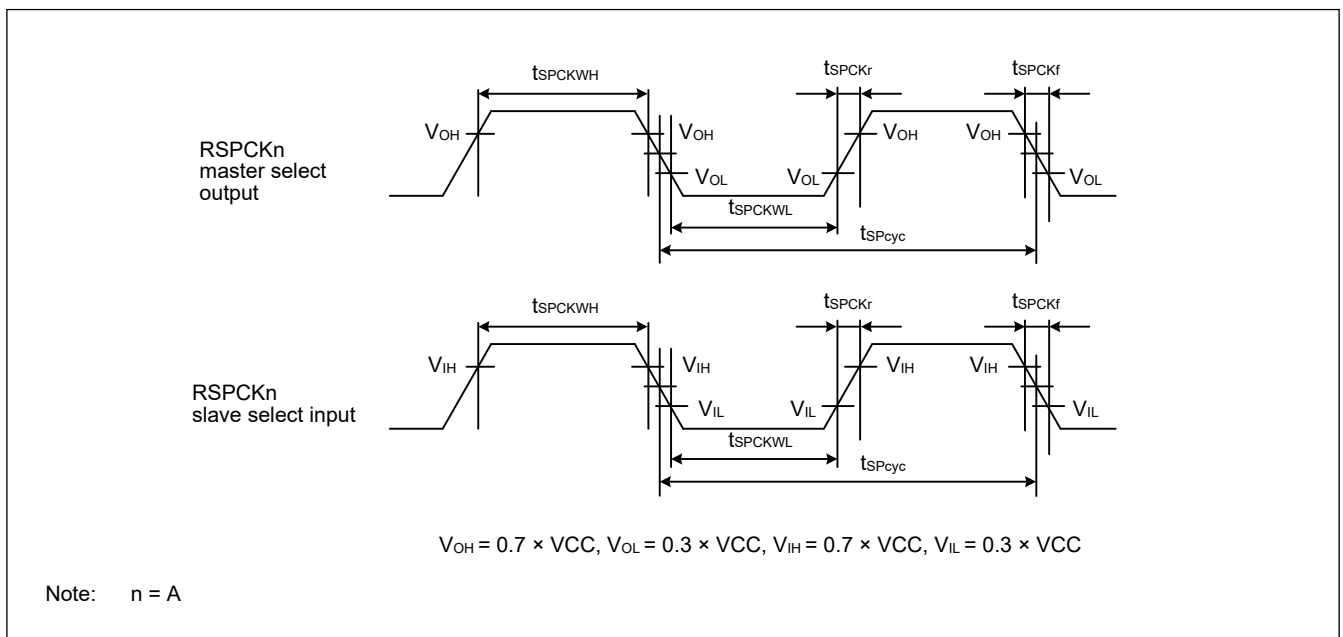 tSPCKWH
tSPCKr
tSPCKf
VOH
VOH
VOH
VOH
RSPCKn
master select
output
VOL
VOL
VOL
tSPCKWL
tSPcyc
tSPCKWH
tSPCKr
tSPCKf
VIH
VIH
VIH
VIH
RSPCKn
slave select input
VIL
VIL
VIL
tSPCKWL
tSPcyc
VOH = 0.7 × VCC, VOL = 0.3 × VCC, VIH = 0.7 × VCC, VIL = 0.3 × VCC
Note: n = A